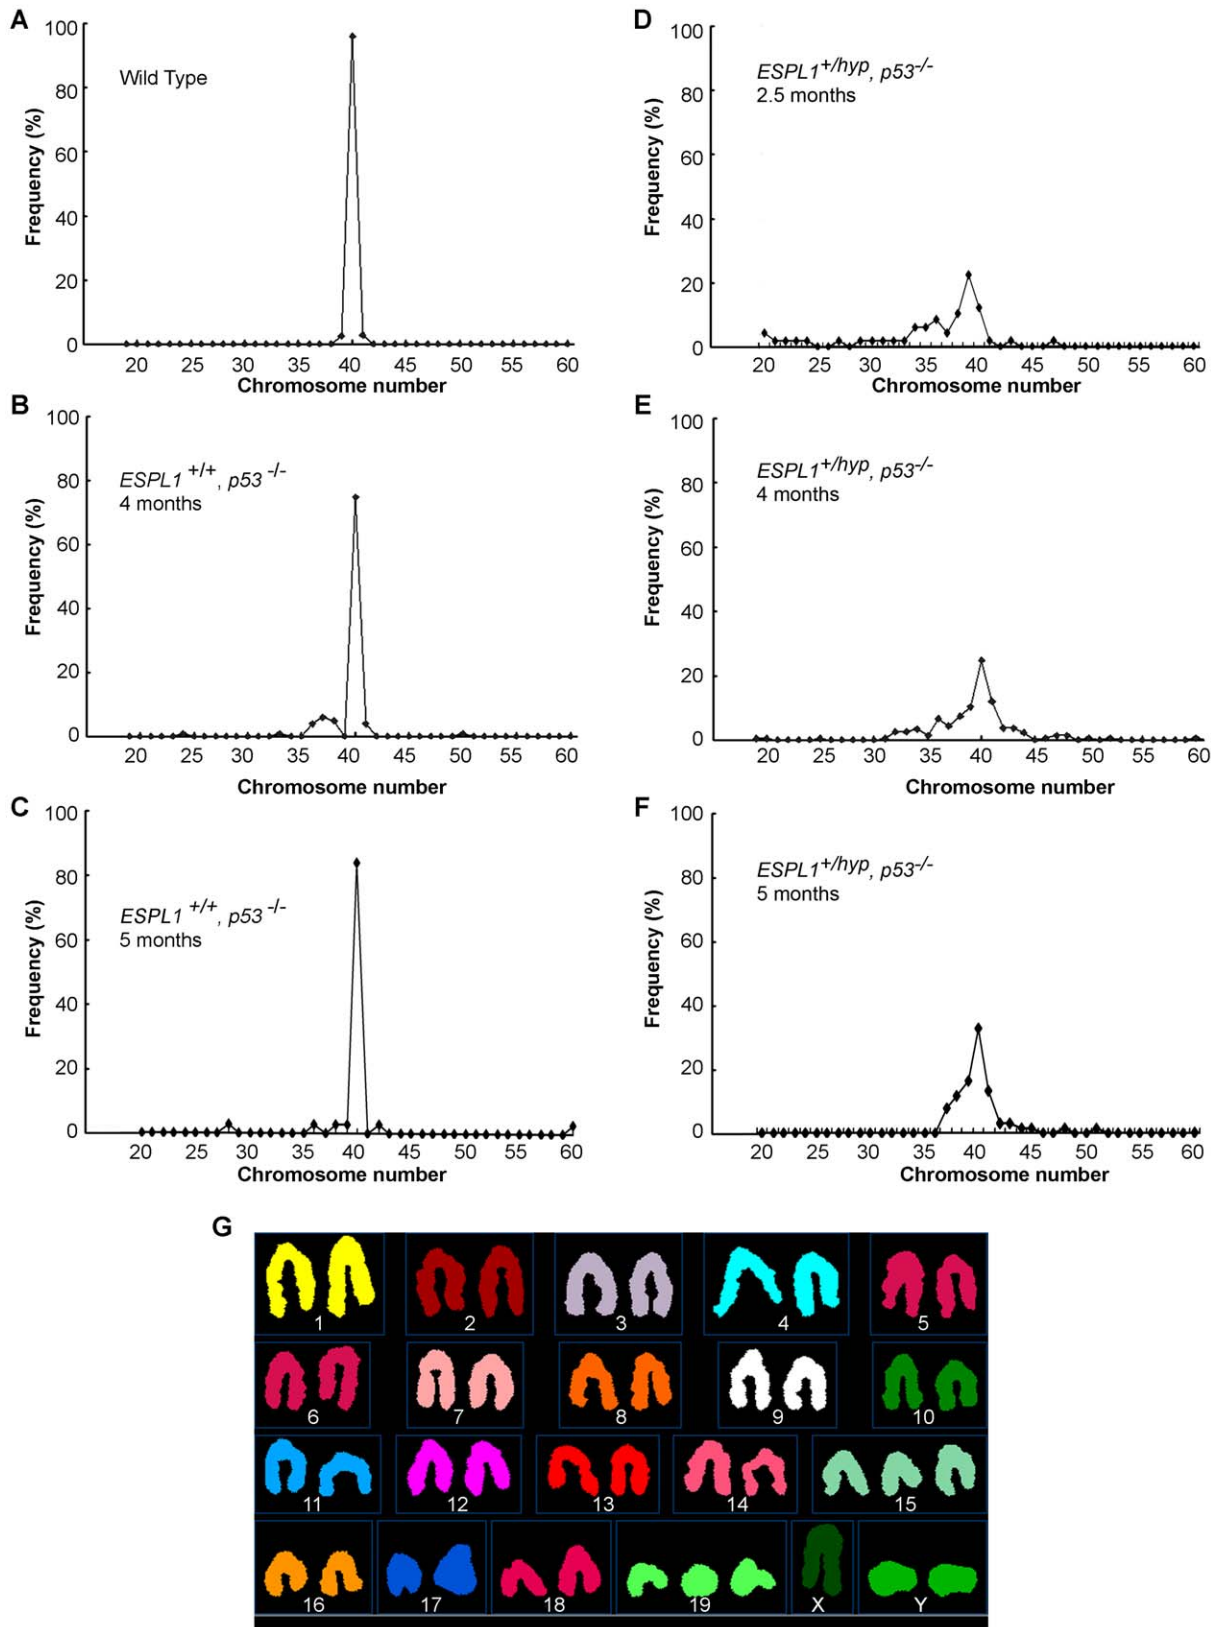 A
100
80
60
40
20
0
Frequency (%)
Wild Type
20 25 30 35 40 45 50 55 60
Chromosome number
B
100
80
60
40
20
0
Frequency (%)
ESPL1 +/+, p53 -/-
4 months
20 25 30 35 40 45 50 55 60
Chromosome number
C
100
80
60
40
20
0
Frequency (%)
ESPL1 +/+, p53 -/-
5 months
20 25 30 35 40 45 50 55 60
Chromosome number
D
100
80
60
40
20
0
Frequency (%)
ESPL1+/hyp, p53-/-
2.5 months
20 25 30 35 40 45 50 55 60
Chromosome number
E
100
80
60
40
20
0
Frequency (%)
ESPL1+/hyp, p53-/-
4 months
20 25 30 35 40 45 50 55 60
Chromosome number
F
100
80
60
40
20
0
Frequency (%)
ESPL1+/hyp, p53-/-
5 months
20 25 30 35 40 45 50 55 60
Chromosome number
G
1 2 3 4 5
6 7 8 9 10
11 12 13 14 15
16 17 18 19 X Y